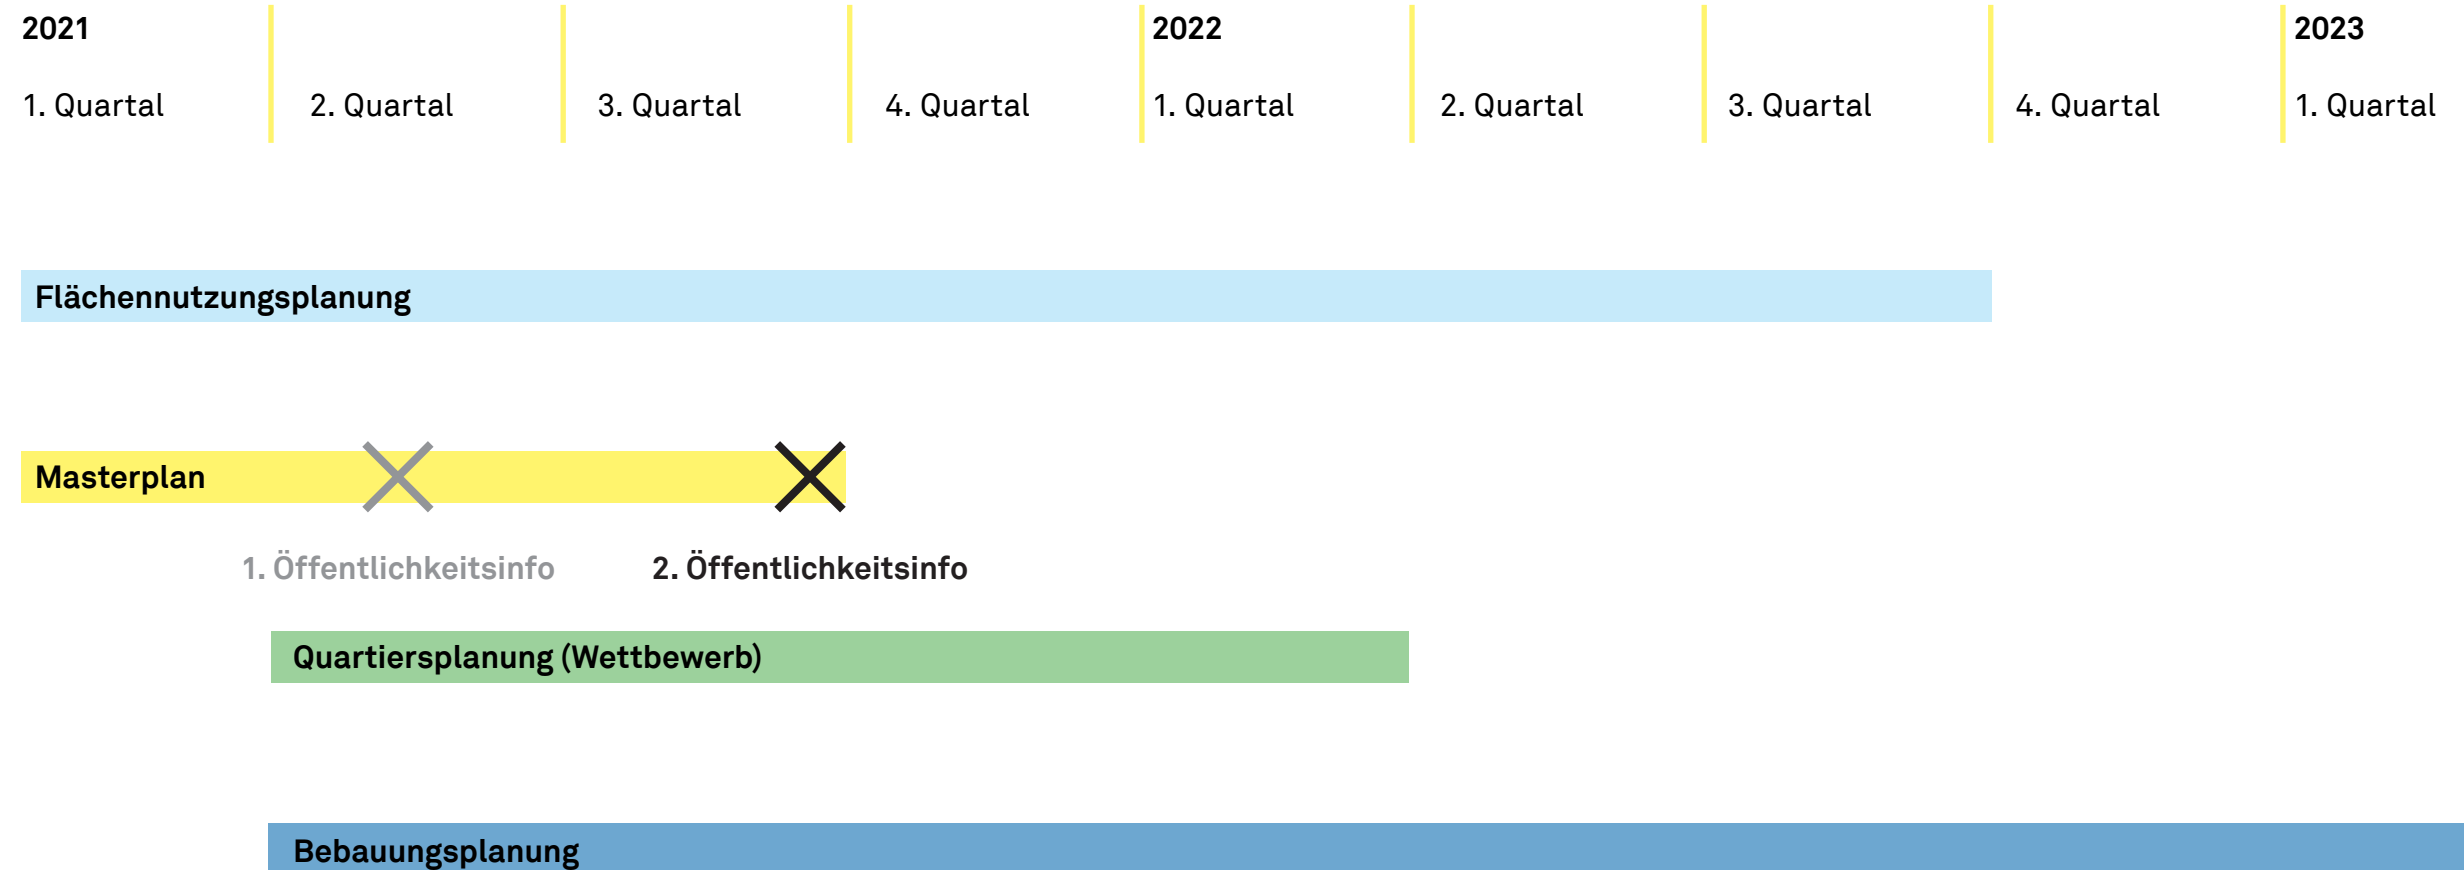 2021 2022 2023
1. Quartal 2. Quartal 3. Quartal 4. Quartal 1. Quartal 2. Quartal 3. Quartal 4. Quartal 1. Quartal
Flächennutzungsplanung
Masterplan
1. Öffentlichkeitsinfo 2. Öffentlichkeitsinfo
Quartiersplanung (Wettbewerb)
Bebauungsplanung